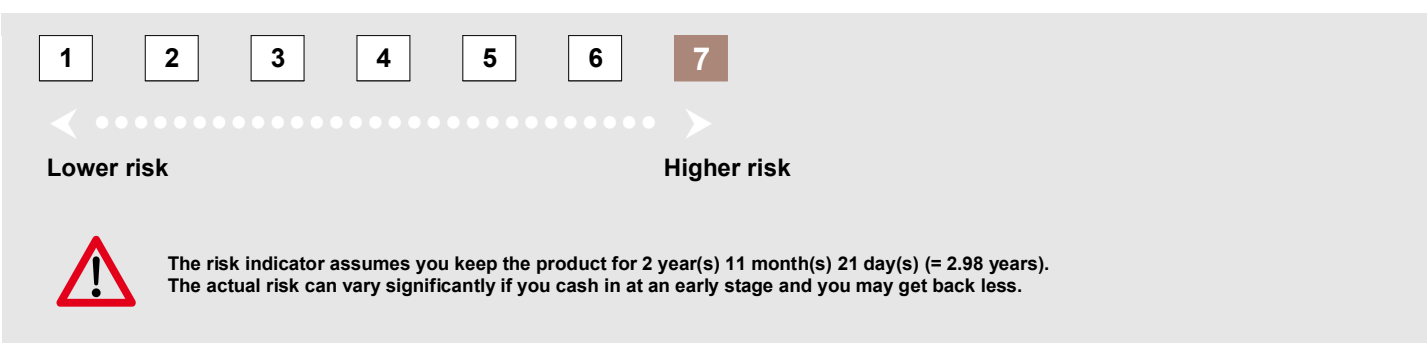 1 2 3 4 5 6 7
Lower risk Higher risk
The risk indicator assumes you keep the product for 2 year(s) 11 month(s) 21 day(s) (= 2.98 years).
The actual risk can vary significantly if you cash in at an early stage and you may get back less.